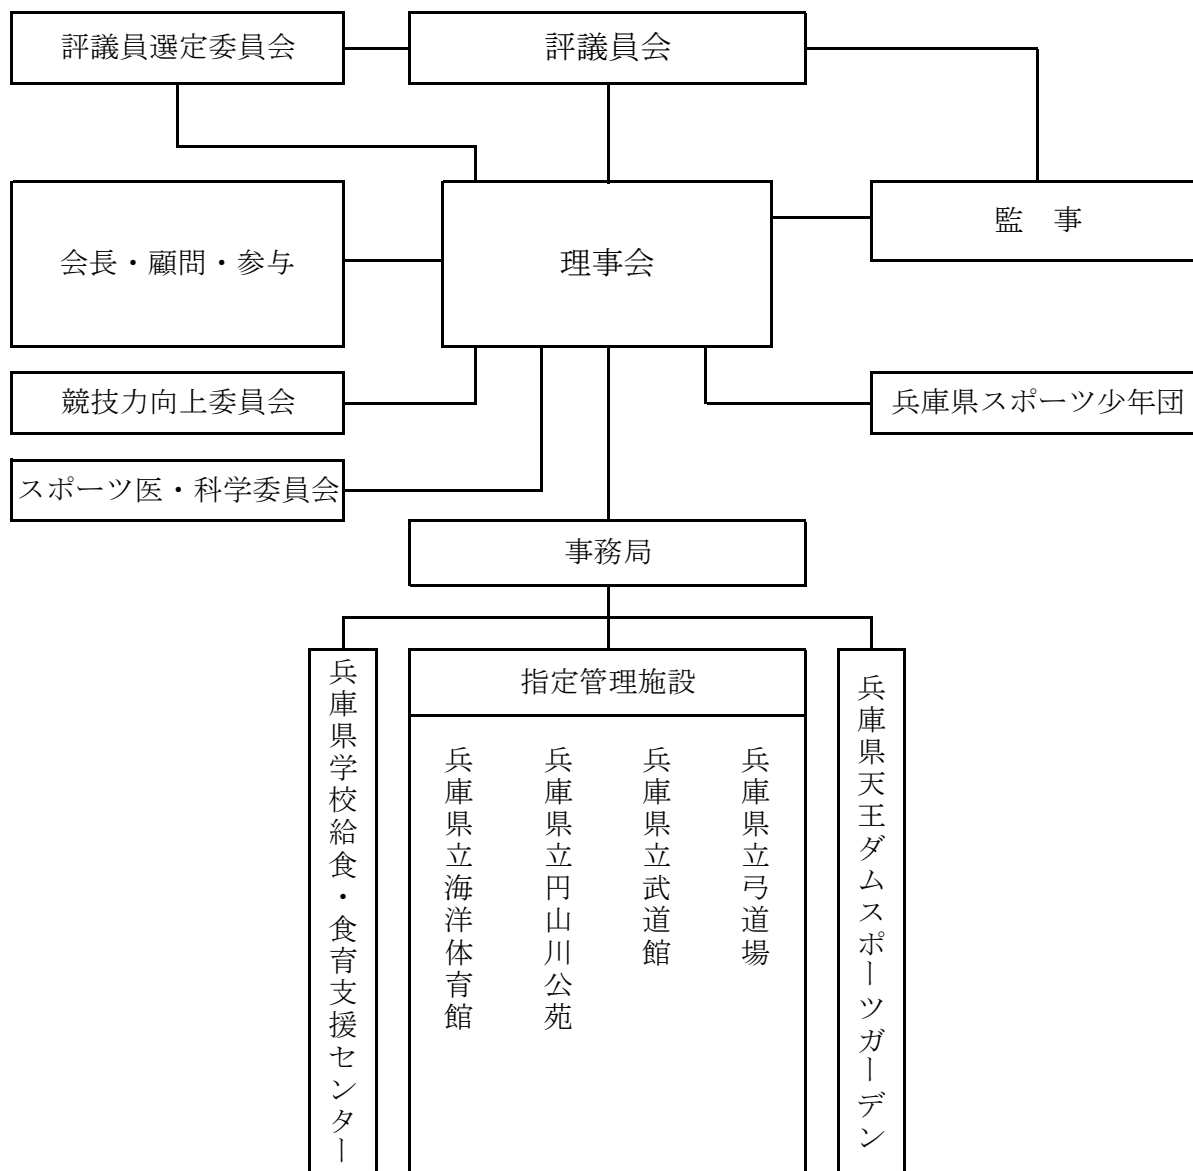 評議員選定委員会
評議員会
会長・顧問・参与
理事会
監　事
競技力向上委員会
兵庫県スポーツ少年団
スポーツ医・科学委員会
事務局
兵庫県学校給食・食育支援センター
指定管理施設
兵庫県立海洋体育館
兵庫県立円山川公苑
兵庫県立武道館
兵庫県立弓道場
兵庫県天王ダムスポーツガーデン